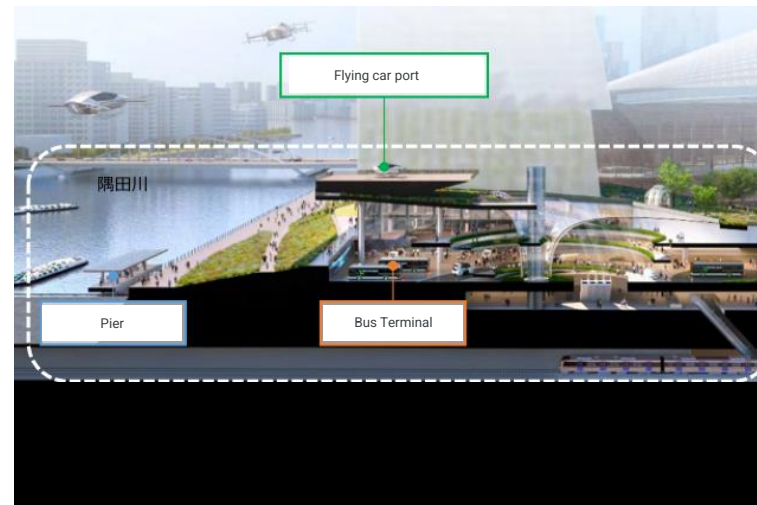 Flying car port
隅田川
Pier
Bus Terminal